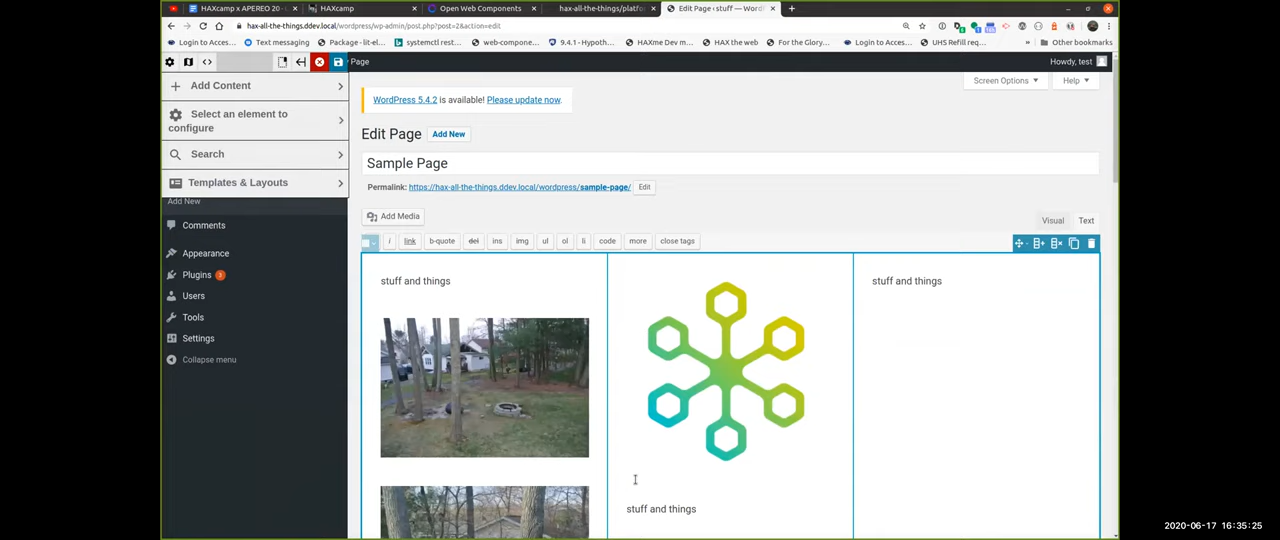 HAXcamp x APEREO 20 -
HAXcamp
Open Web Components
hax-all-the-things/platfo
Edit Page ‹ stuff — Word
hax-all-the-things.ddev.local/wordpress/wp-admin/post.php?post=2&action=edit
Login to Acces...
Text messaging
Package - lit-el...
systemctl rest...
web-compone...
9.4.1 - Hypoth...
HAXme Dev m...
HAX the web
For the Glory...
Login to Acces...
UHS Refill req...
Other bookmarks
Page
Howdy, test
Add Content
Select an element to
configure
Search
Templates & Layouts
Add New
Comments
Appearance
Plugins 3
Users
Tools
Settings
Collapse menu
Screen Options
Help
WordPress 5.4.2 is available! Please update now.
Edit Page
Add New
Sample Page
Permalink: https://hax-all-the-things.ddev.local/wordpress/sample-page/ Edit
Add Media
Visual
Text
i
link
b-quote
del
ins
img
ul
ol
li
code
more
close tags
stuff and things
stuff and things
stuff and things
2020-06-17 16:35:25